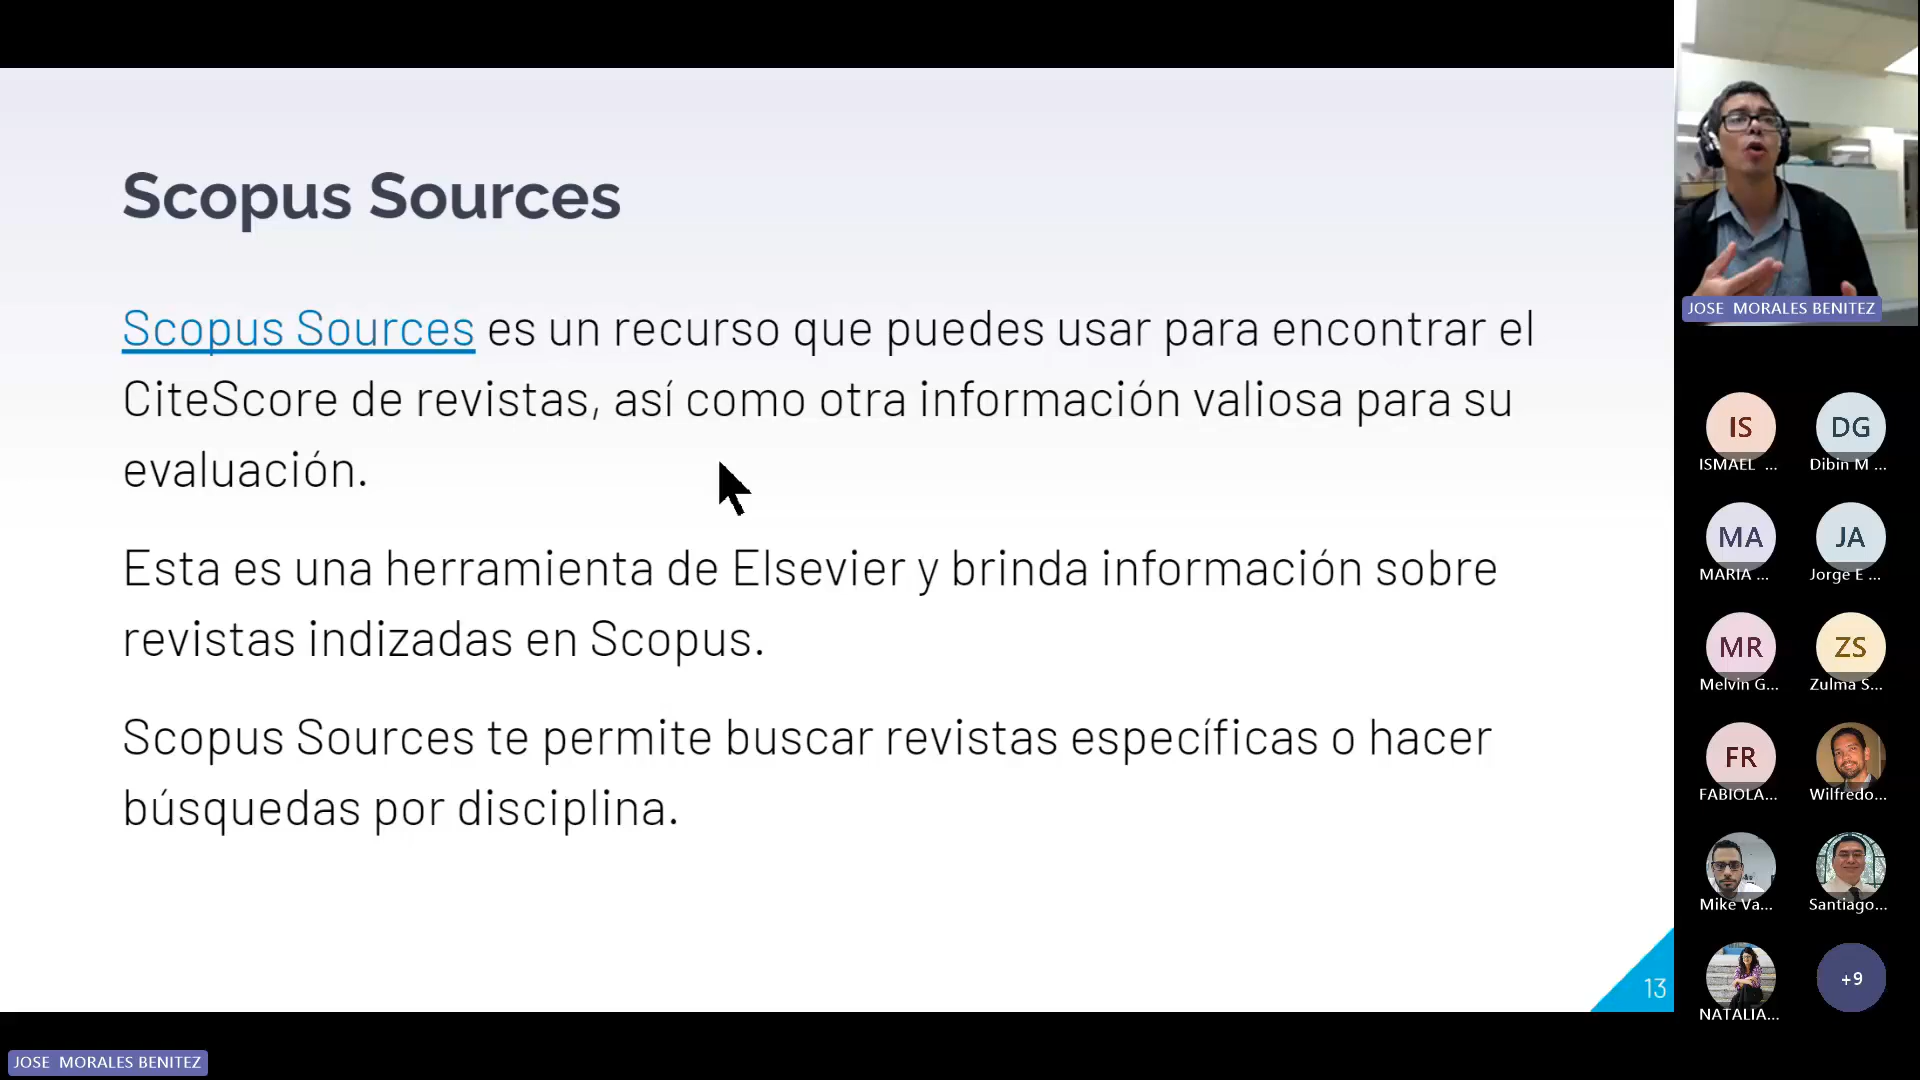 Scopus Sources
Scopus Sources es un recurso que puedes usar para encontrar el
CiteScore de revistas, así como otra información valiosa para su
evaluación.
Esta es una herramienta de Elsevier y brinda información sobre
revistas indizadas en Scopus.
Scopus Sources te permite buscar revistas específicas o hacer
búsquedas por disciplina.
13
JOSE MORALES BENITEZ
JOSE MORALES BENITEZ
IS
ISMAEL ...
DG
Dibin M ...
MA
MARIA ...
JA
Jorge E ...
MR
Melvin G...
ZS
Zulma S...
FR
FABIOLA...
Wilfredo...
Mike Va...
Santiago...
NATALIA...
+9